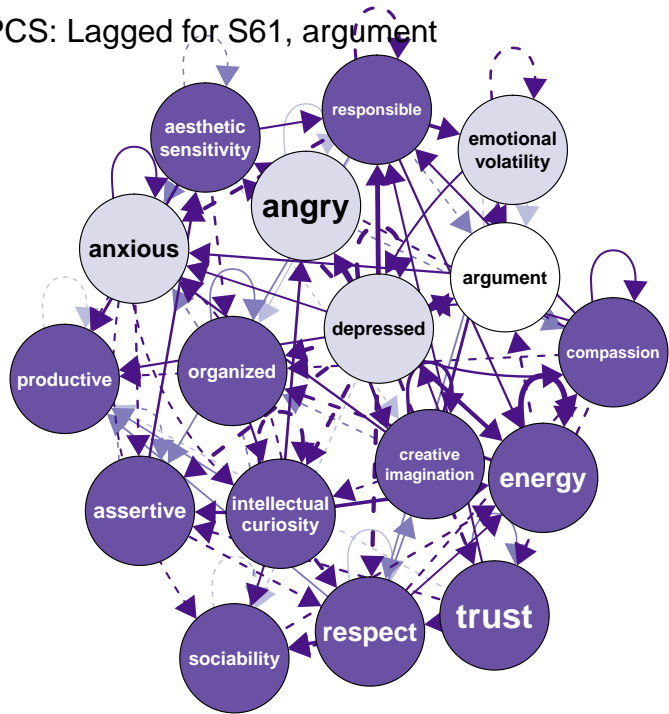 PCS: Lagged for S61, argument
responsible
aesthetic
sensitivity
emotional
volatility
angry
anxious
argument
depressed
compassion
productive
organized
creative
imagination
energy
assertive
intellectual
curiosity
trust
respect
sociability